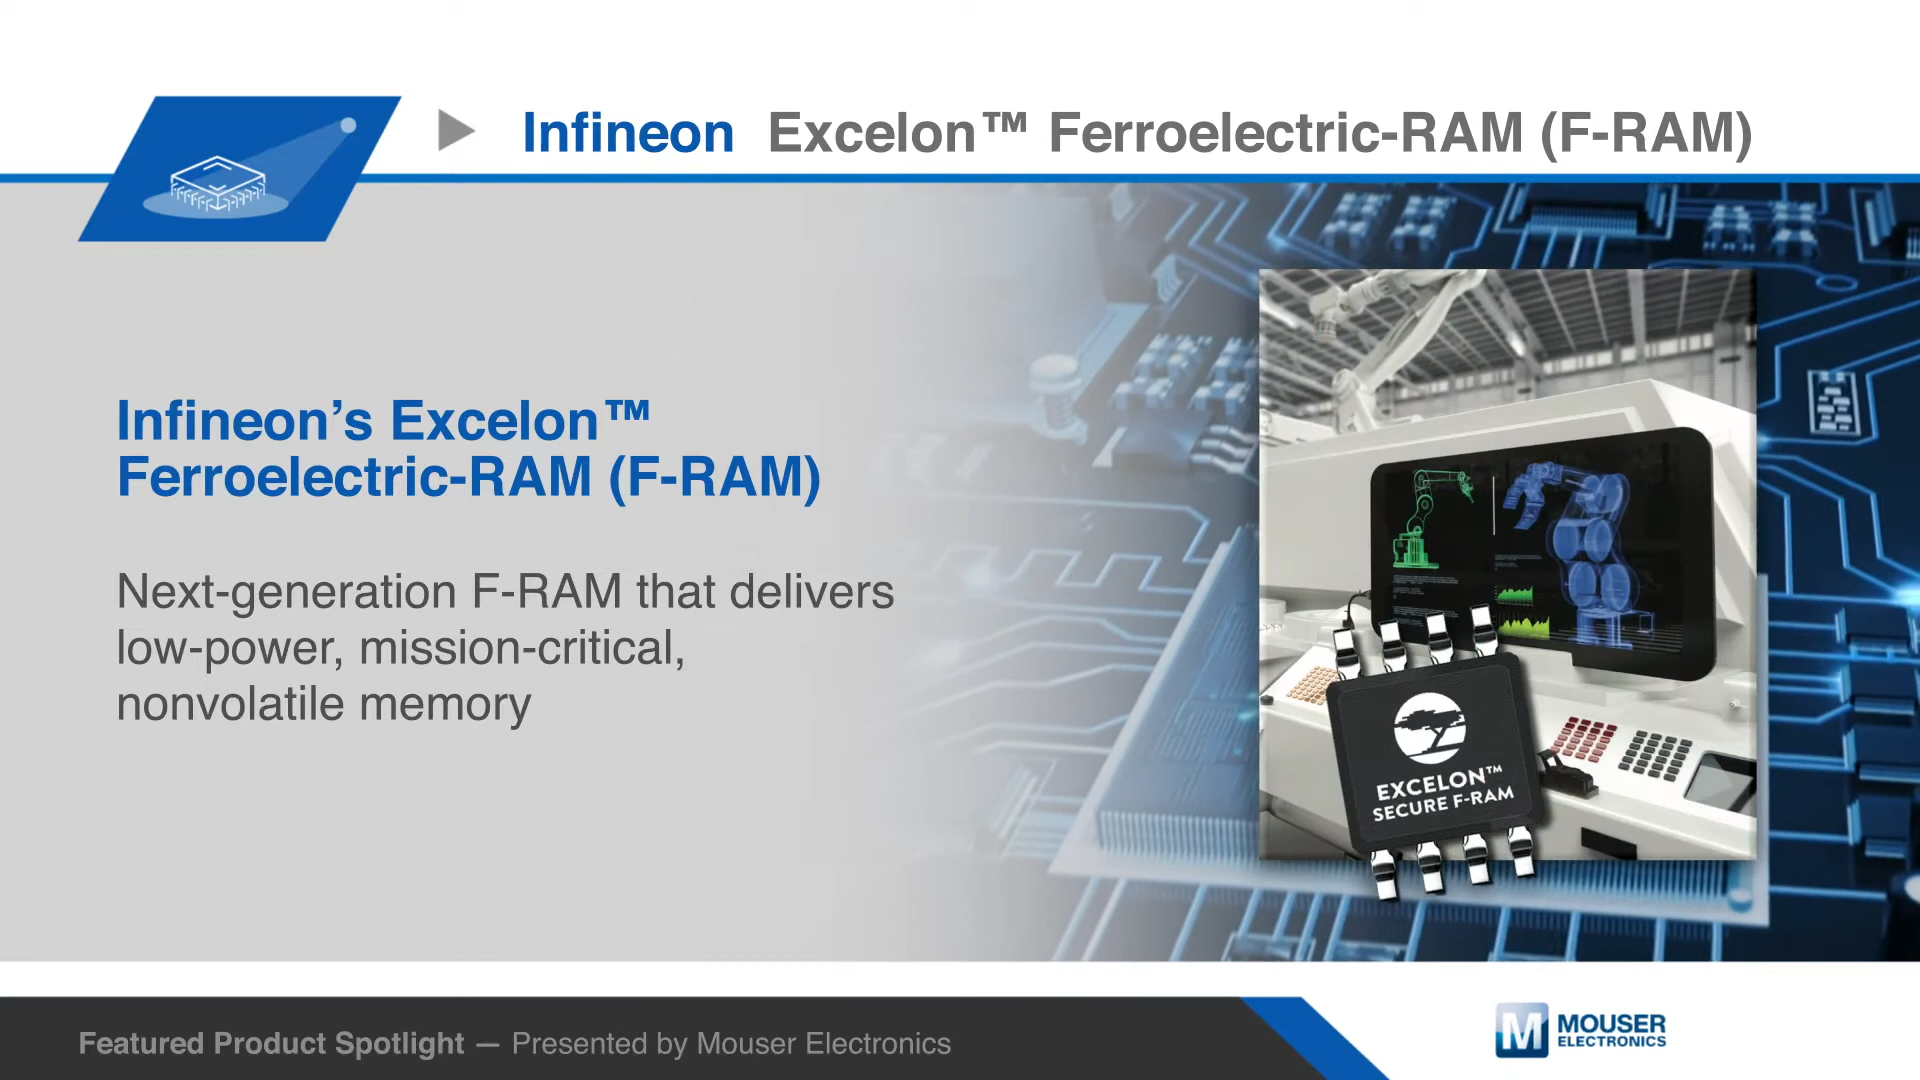 Infineon Excelon™ Ferroelectric-RAM (F-RAM)
Infineon’s Excelon™
Ferroelectric-RAM (F-RAM)
Next-generation F-RAM that delivers
low-power, mission-critical,
nonvolatile memory
EXCELON™
SECURE F-RAM
Featured Product Spotlight — Presented by Mouser Electronics
M MOUSER
ELECTRONICS